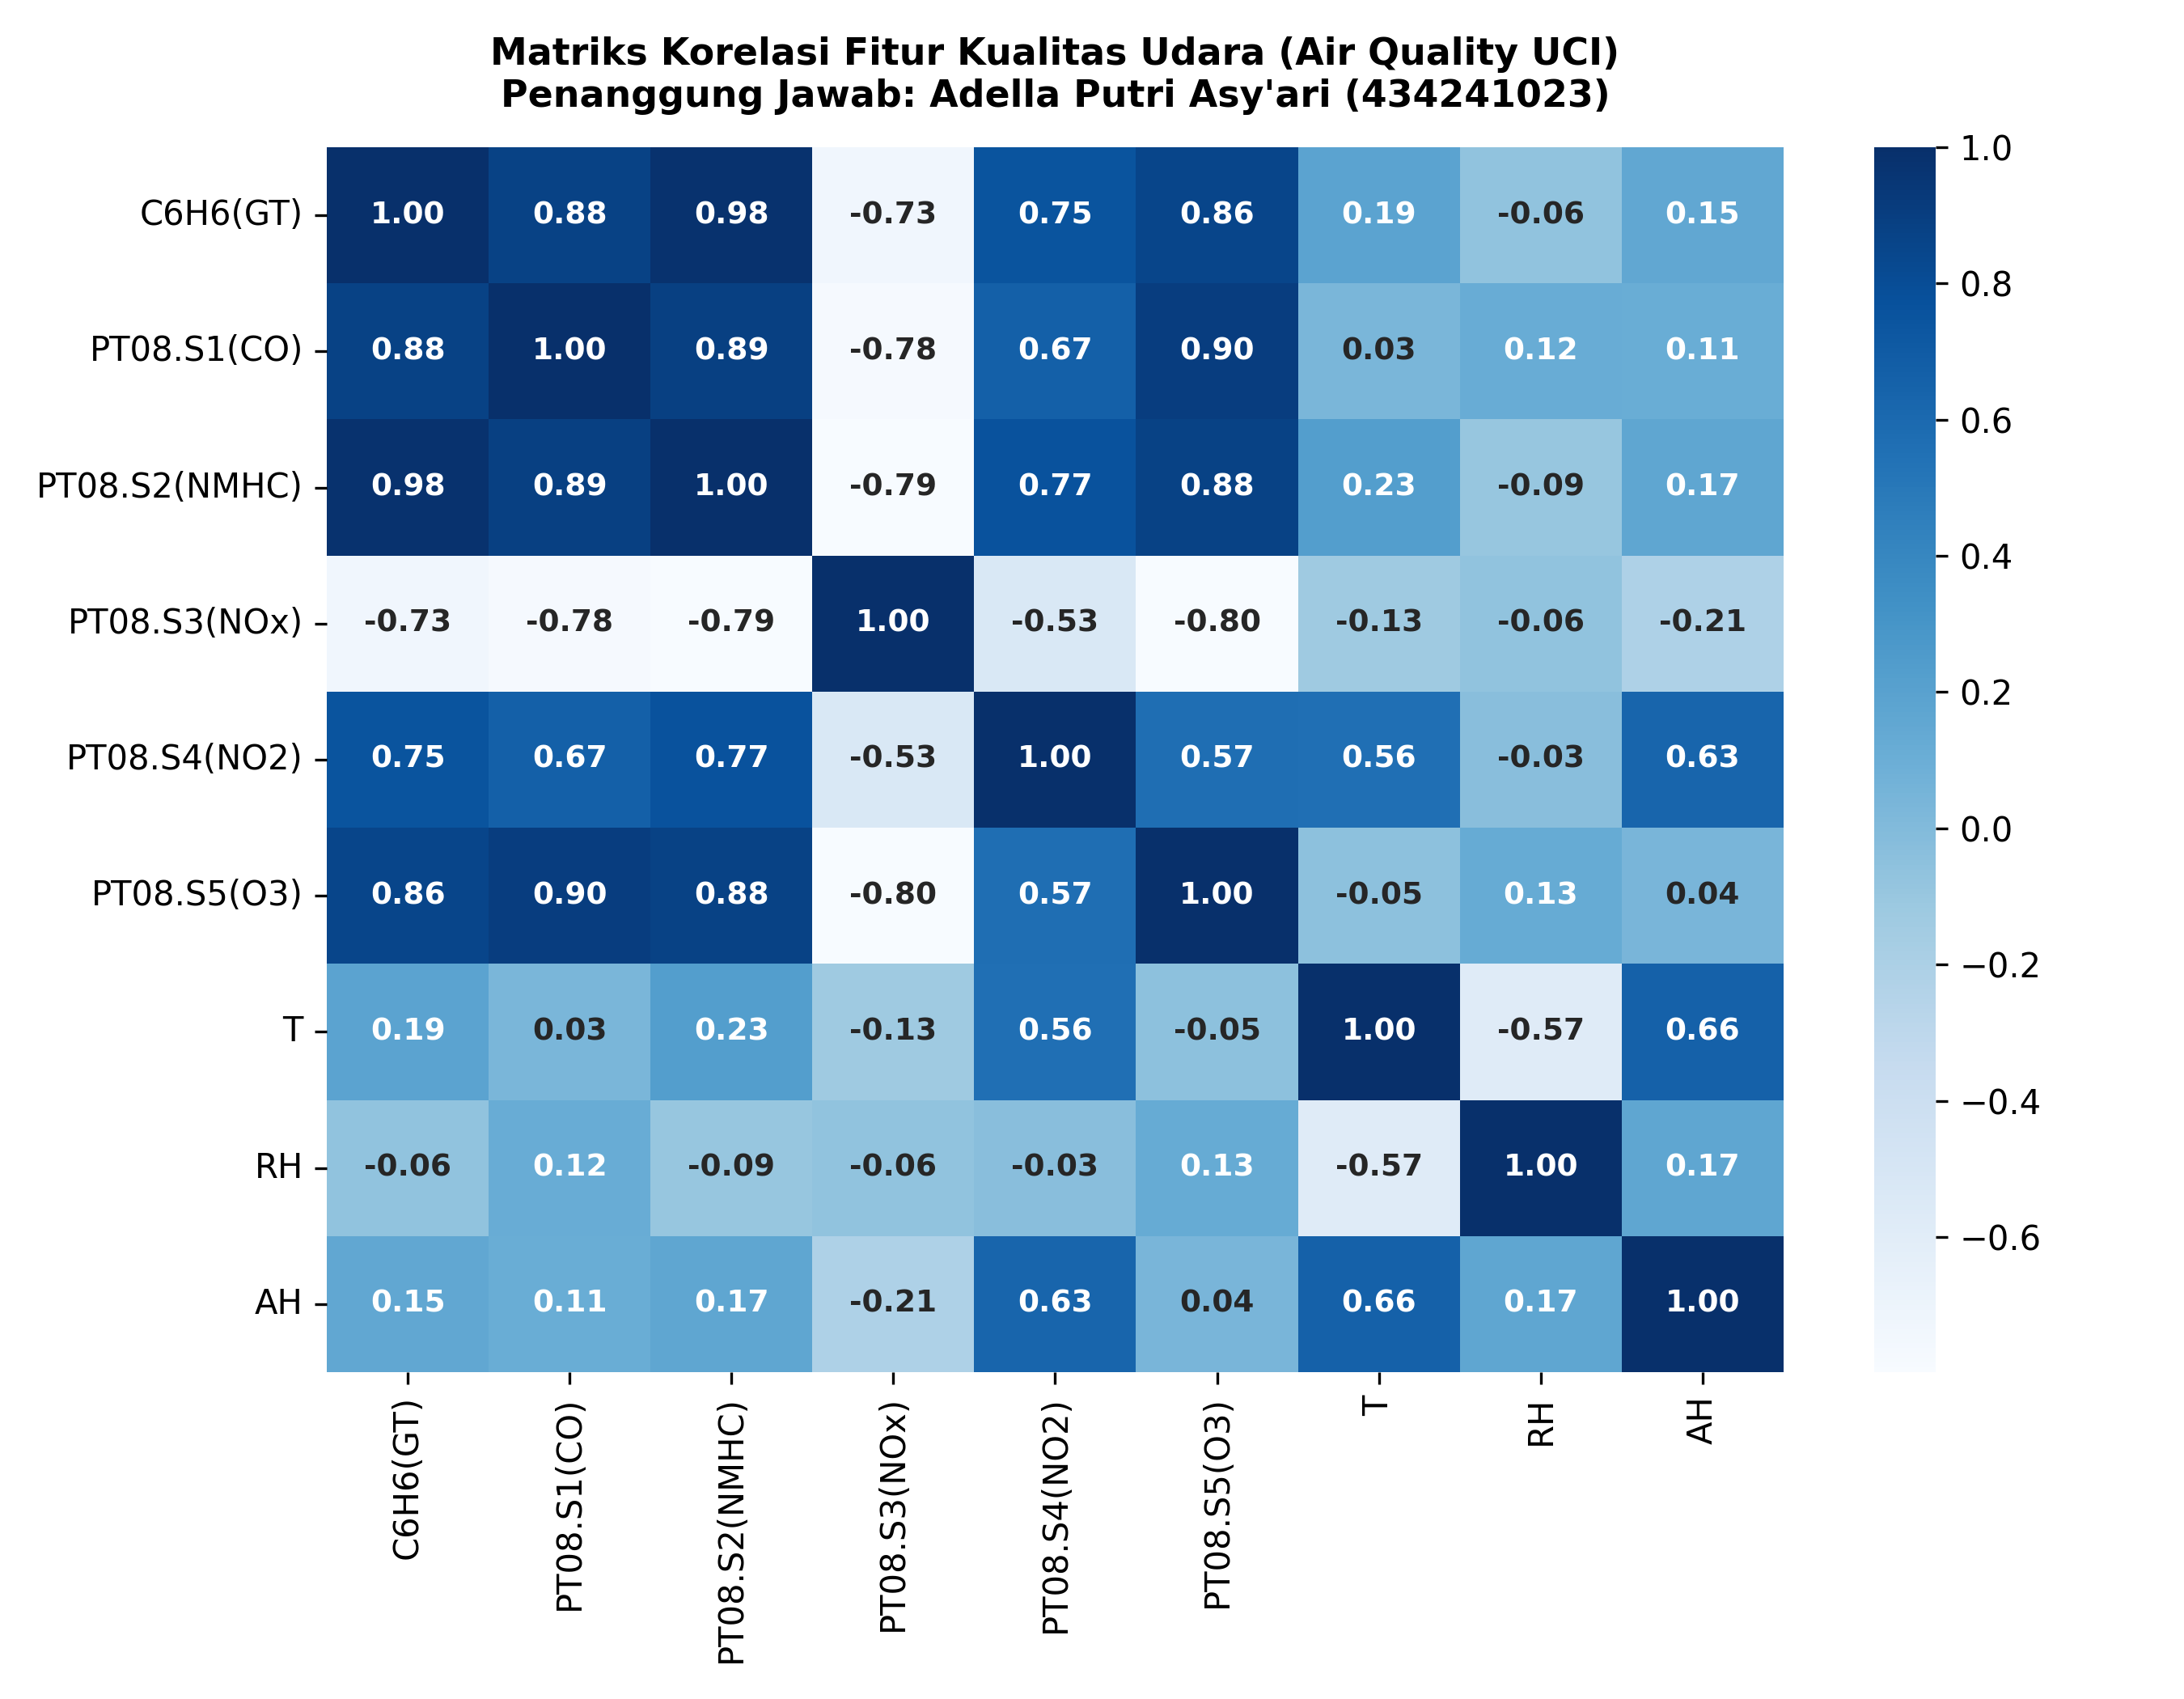 Matriks Korelasi Fitur Kualitas Udara (Air Quality UCI)
Penanggung Jawab: Adella Putri Asy'ari (434241023)
C6H6(GT) 1.00 0.88 0.98 -0.73 0.75 0.86 0.19 -0.06 0.15
PT08.S1(CO) 0.88 1.00 0.89 -0.78 0.67 0.90 0.03 0.12 0.11
PT08.S2(NMHC) 0.98 0.89 1.00 -0.79 0.77 0.88 0.23 -0.09 0.17
PT08.S3(NOx) -0.73 -0.78 -0.79 1.00 -0.53 -0.80 -0.13 -0.06 -0.21
PT08.S4(NO2) 0.75 0.67 0.77 -0.53 1.00 0.57 0.56 -0.03 0.63
PT08.S5(O3) 0.86 0.90 0.88 -0.80 0.57 1.00 -0.05 0.13 0.04
T 0.19 0.03 0.23 -0.13 0.56 -0.05 1.00 -0.57 0.66
RH -0.06 0.12 -0.09 -0.06 -0.03 0.13 -0.57 1.00 0.17
AH 0.15 0.11 0.17 -0.21 0.63 0.04 0.66 0.17 1.00
C6H6(GT)
PT08.S1(CO)
PT08.S2(NMHC)
PT08.S3(NOx)
PT08.S4(NO2)
PT08.S5(O3)
T
RH
AH
1.0
0.8
0.6
0.4
0.2
0.0
−0.2
−0.4
−0.6